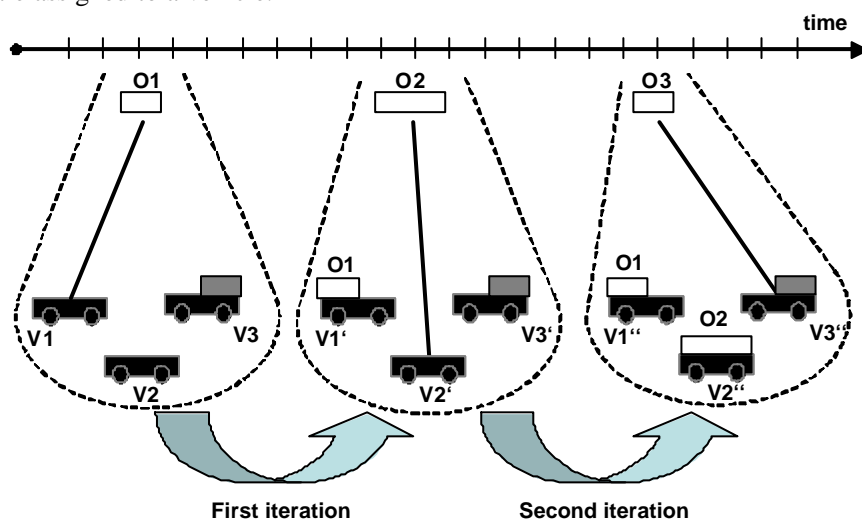 time
O1 O2 O3
O1 O1
V1 V3 V1‘ V3‘ V1“ O2 V3“
V2 V2‘ V2“
First iteration Second iteration